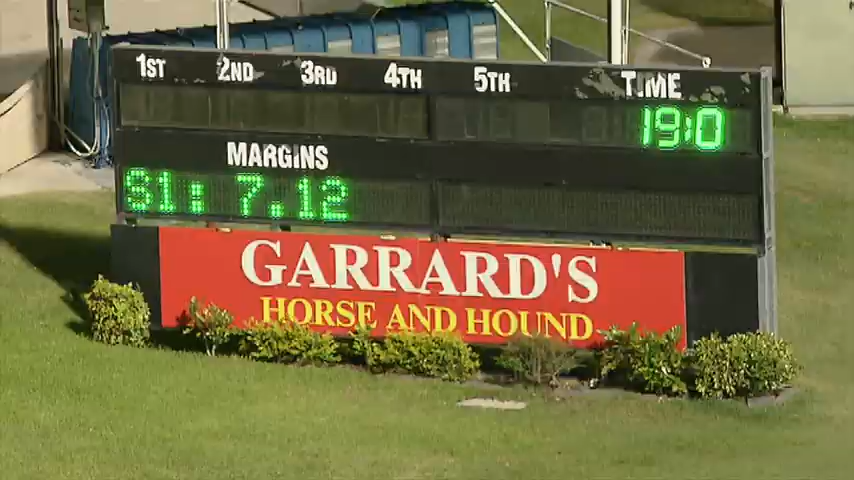 1ST 2ND 3RD 4TH 5TH TIME
19:0
MARGINS
S1: 7.12
GARRARD'S
HORSE AND HOUND